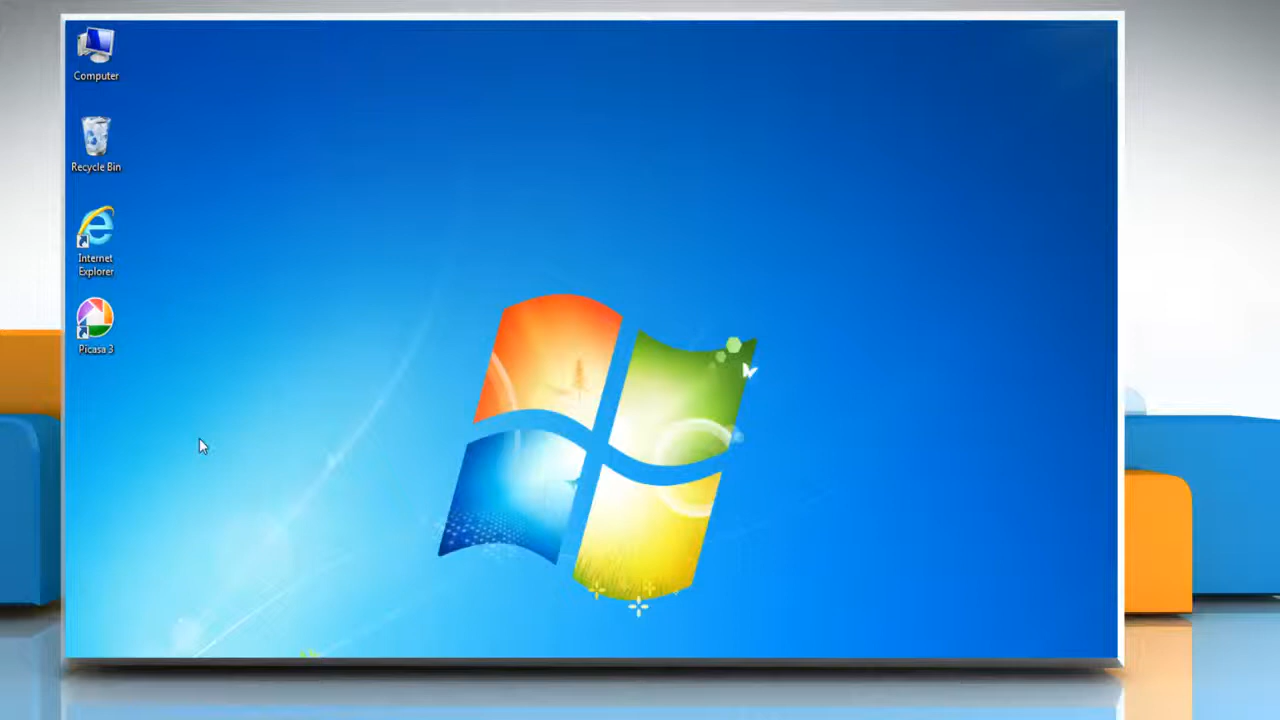 Computer
Recycle Bin
Internet
Explorer
Picasa 3